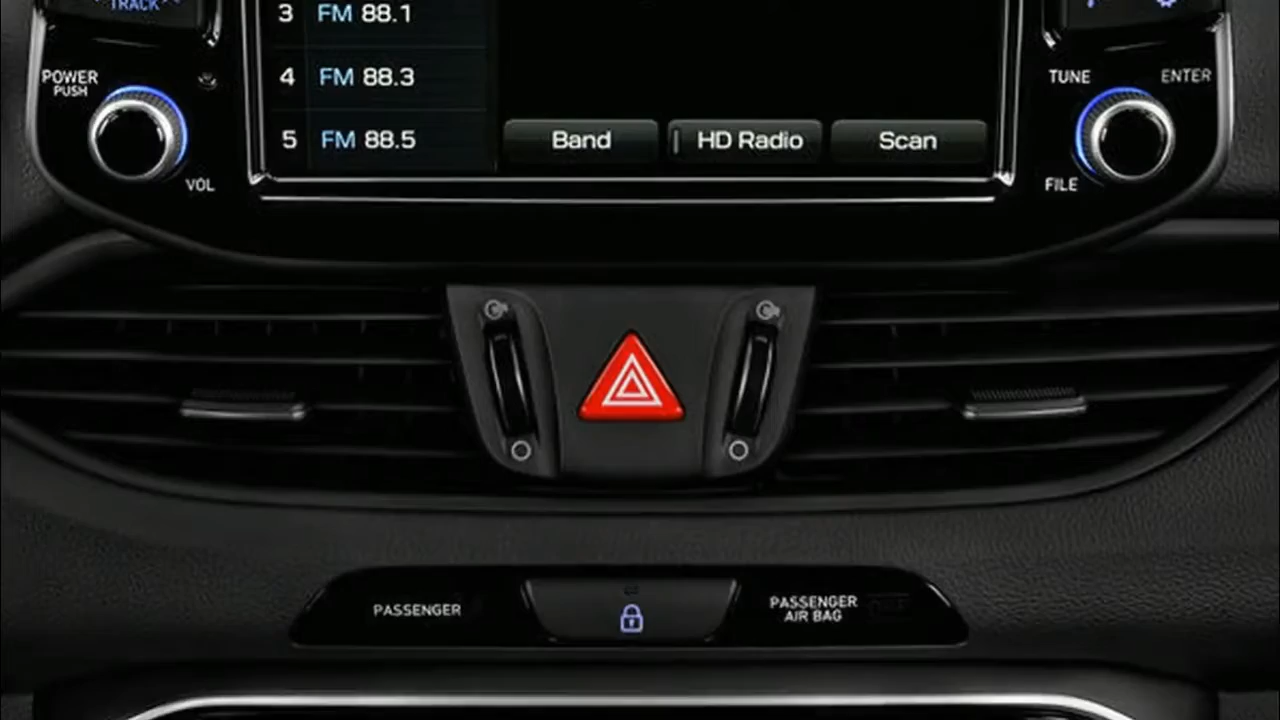 TRACK
3 FM 88.1
4 FM 88.3
5 FM 88.5
Band
HD Radio
Scan
POWER
PUSH
VOL
TUNE
ENTER
FILE
PASSENGER
PASSENGER
AIR BAG